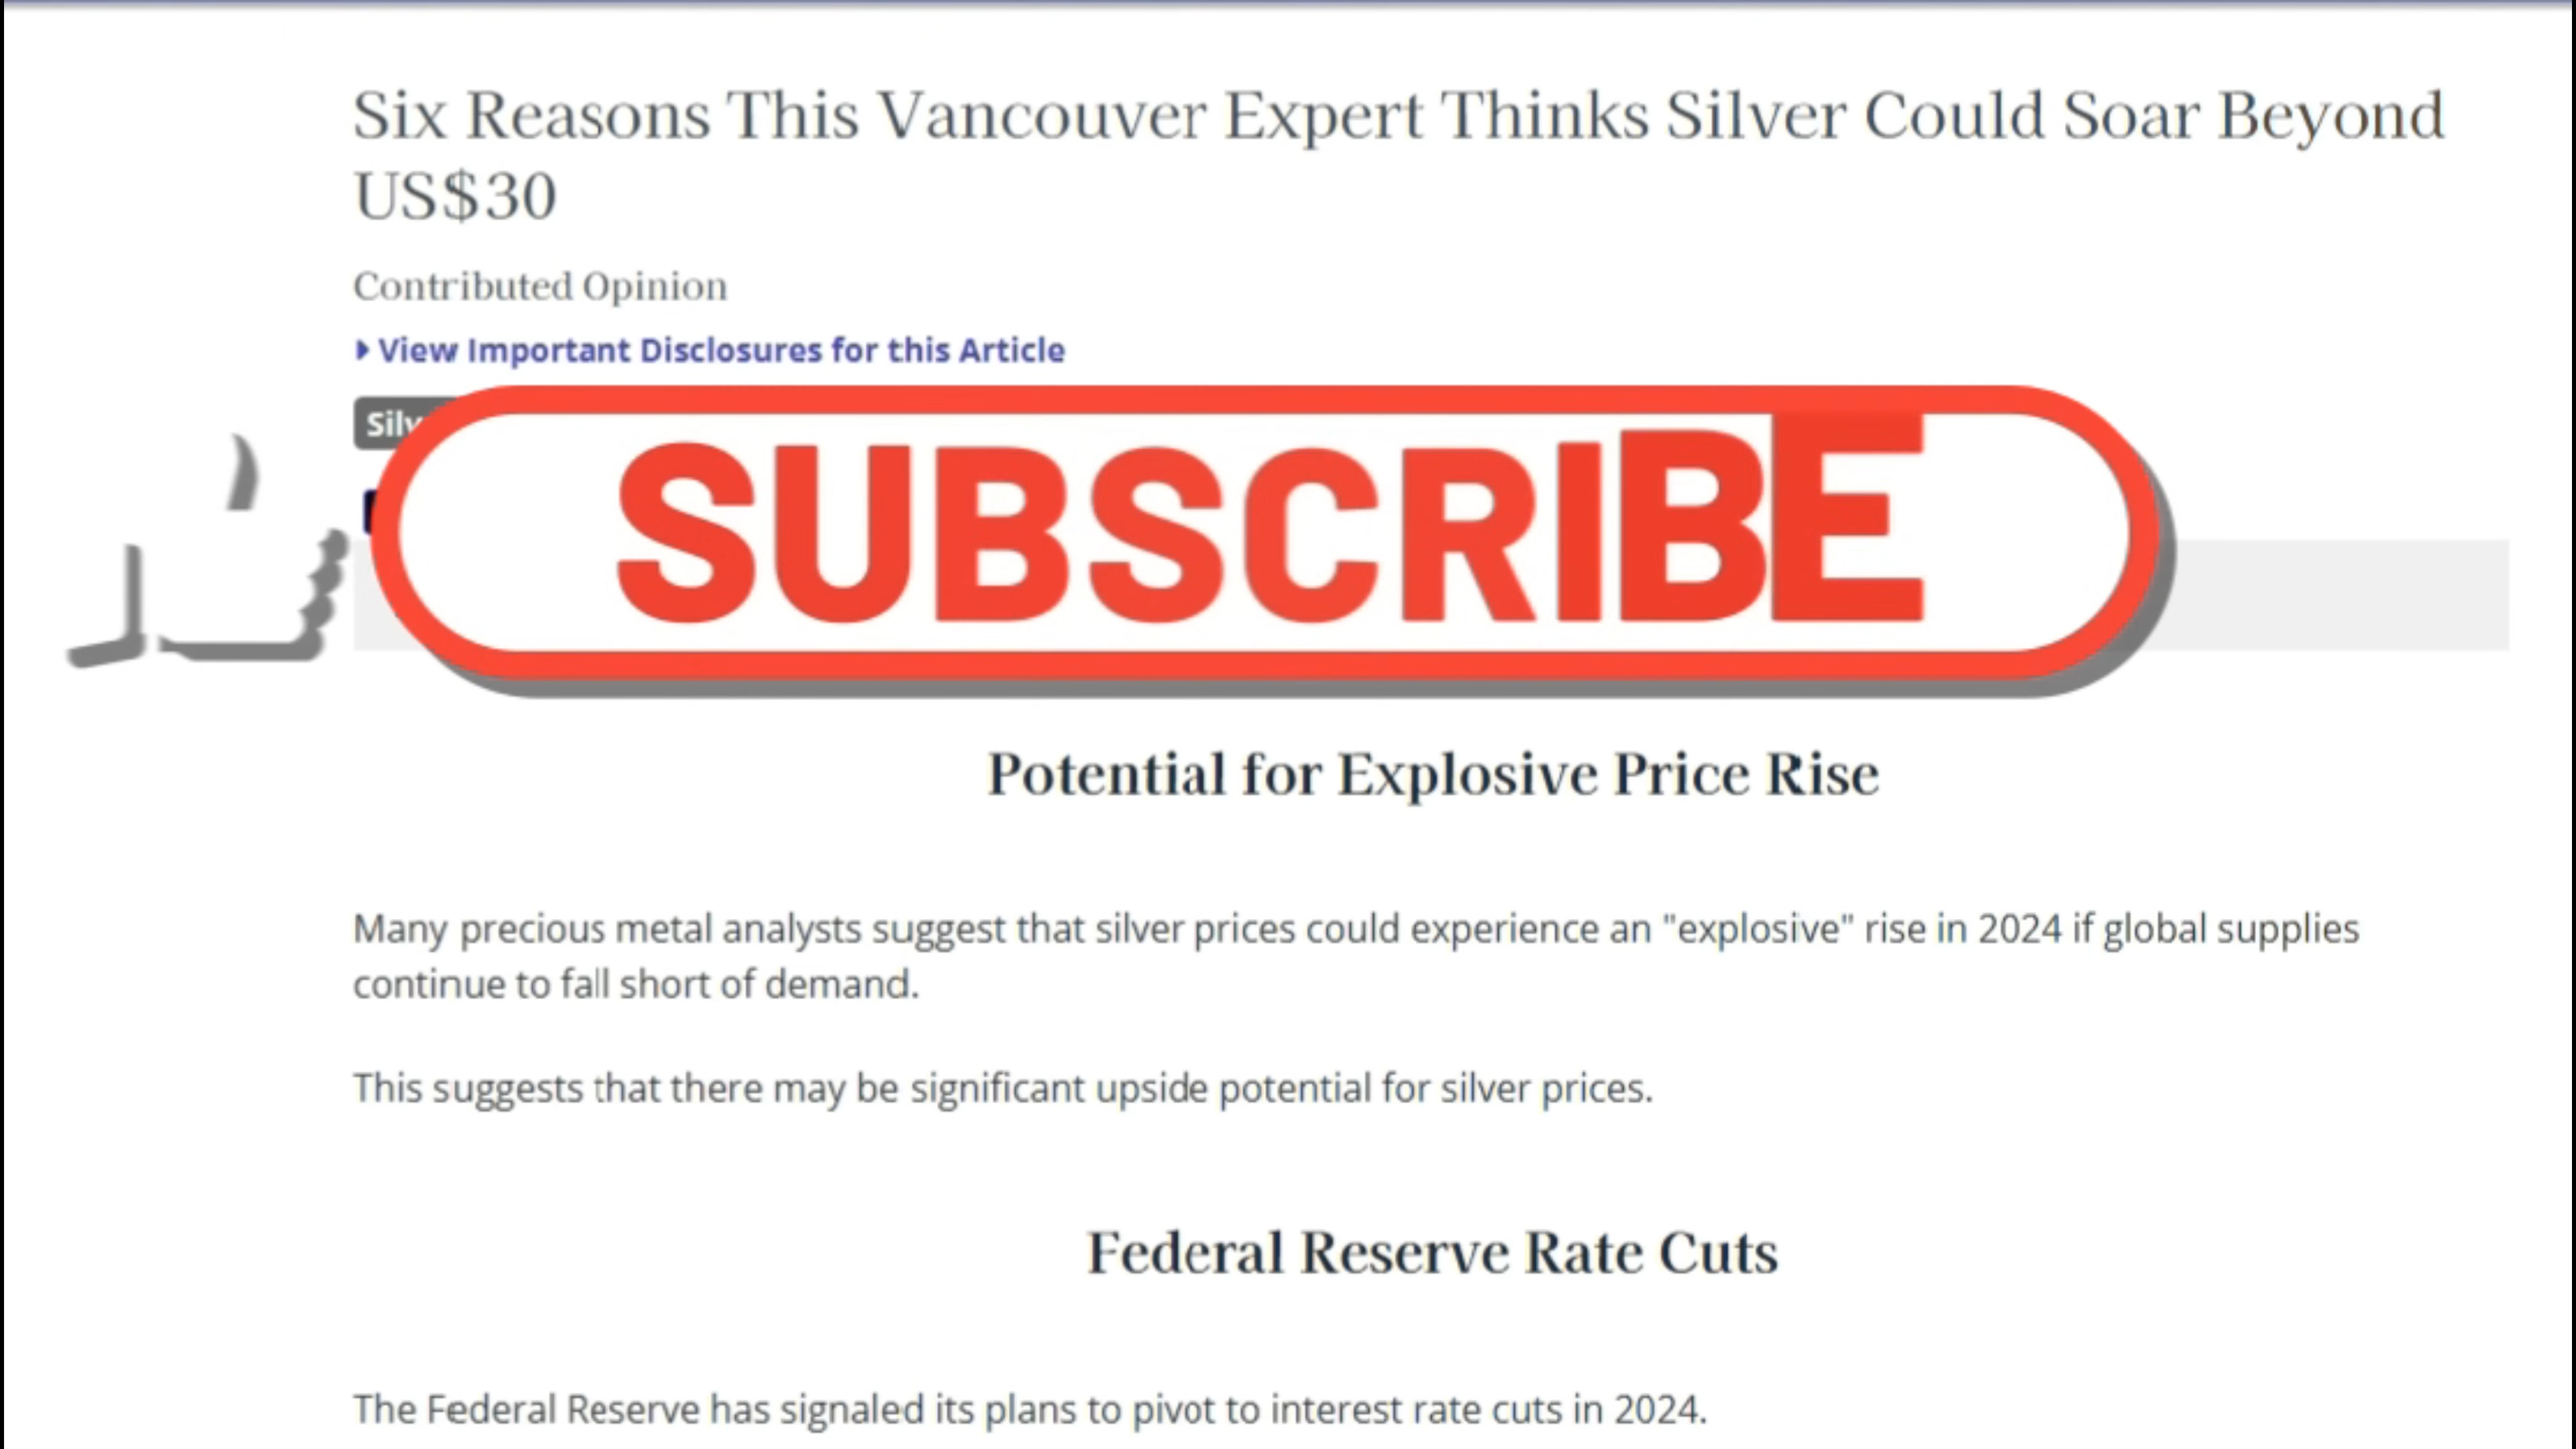 Six Reasons This Vancouver Expert Thinks Silver Could Soar Beyond
US$30
Contributed Opinion
View Important Disclosures for this Article
SUBSCRIBE
Potential for Explosive Price Rise
Many precious metal analysts suggest that silver prices could experience an "explosive" rise in 2024 if global supplies
continue to fall short of demand.
This suggests that there may be significant upside potential for silver prices.
Federal Reserve Rate Cuts
The Federal Reserve has signaled its plans to pivot to interest rate cuts in 2024.